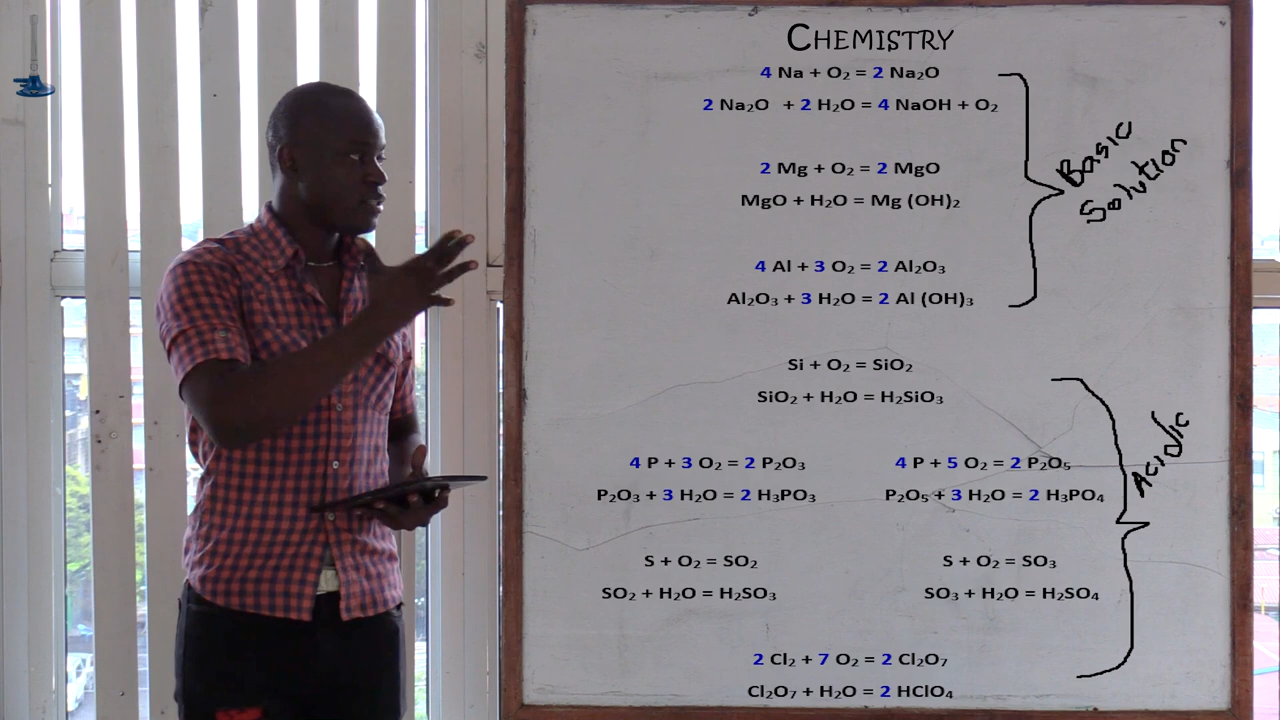 CHEMISTRY
4 Na + O₂ = 2 Na₂O
2 Na₂O + 2 H₂O = 4 NaOH + O₂
Basic
Solution
2 Mg + O₂ = 2 MgO
MgO + H₂O = Mg (OH)₂
4 Al + 3 O₂ = 2 Al₂O₃
Al₂O₃ + 3 H₂O = 2 Al (OH)₃
Si + O₂ = SiO₂
SiO₂ + H₂O = H₂SiO₃
Acidic
4 P + 3 O₂ = 2 P₂O₃ 4 P + 5 O₂ = 2 P₂O₅
P₂O₃ + 3 H₂O = 2 H₃PO₃ P₂O₅ + 3 H₂O = 2 H₃PO₄
S + O₂ = SO₂ S + O₂ = SO₃
SO₂ + H₂O = H₂SO₃ SO₃ + H₂O = H₂SO₄
2 Cl₂ + 7 O₂ = 2 Cl₂O₇
Cl₂O₇ + H₂O = 2 HClO₄